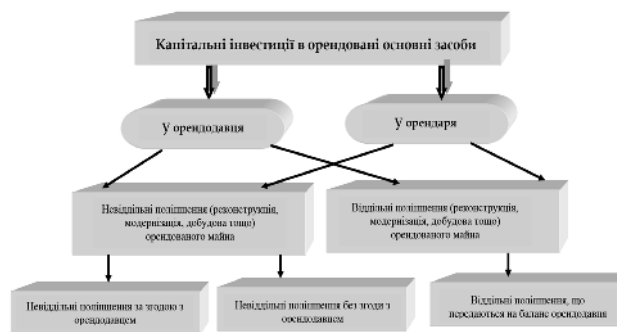 Капітальні інвестиції в орендовані основні засоби
У орендодавця
У орендаря
Невіддільні поліпшення (реконструкція,
модернізація, добудова тощо)
орендованого майна
Віддільні поліпшення (реконструкція,
модернізація, добудова тощо)
орендованого майна
Невіддільні поліпшення за згодою з
орендодавцем
Невіддільні поліпшення без згоди з
орендодавцем
Віддільні поліпшення, що
передаються на баланс орендодавця